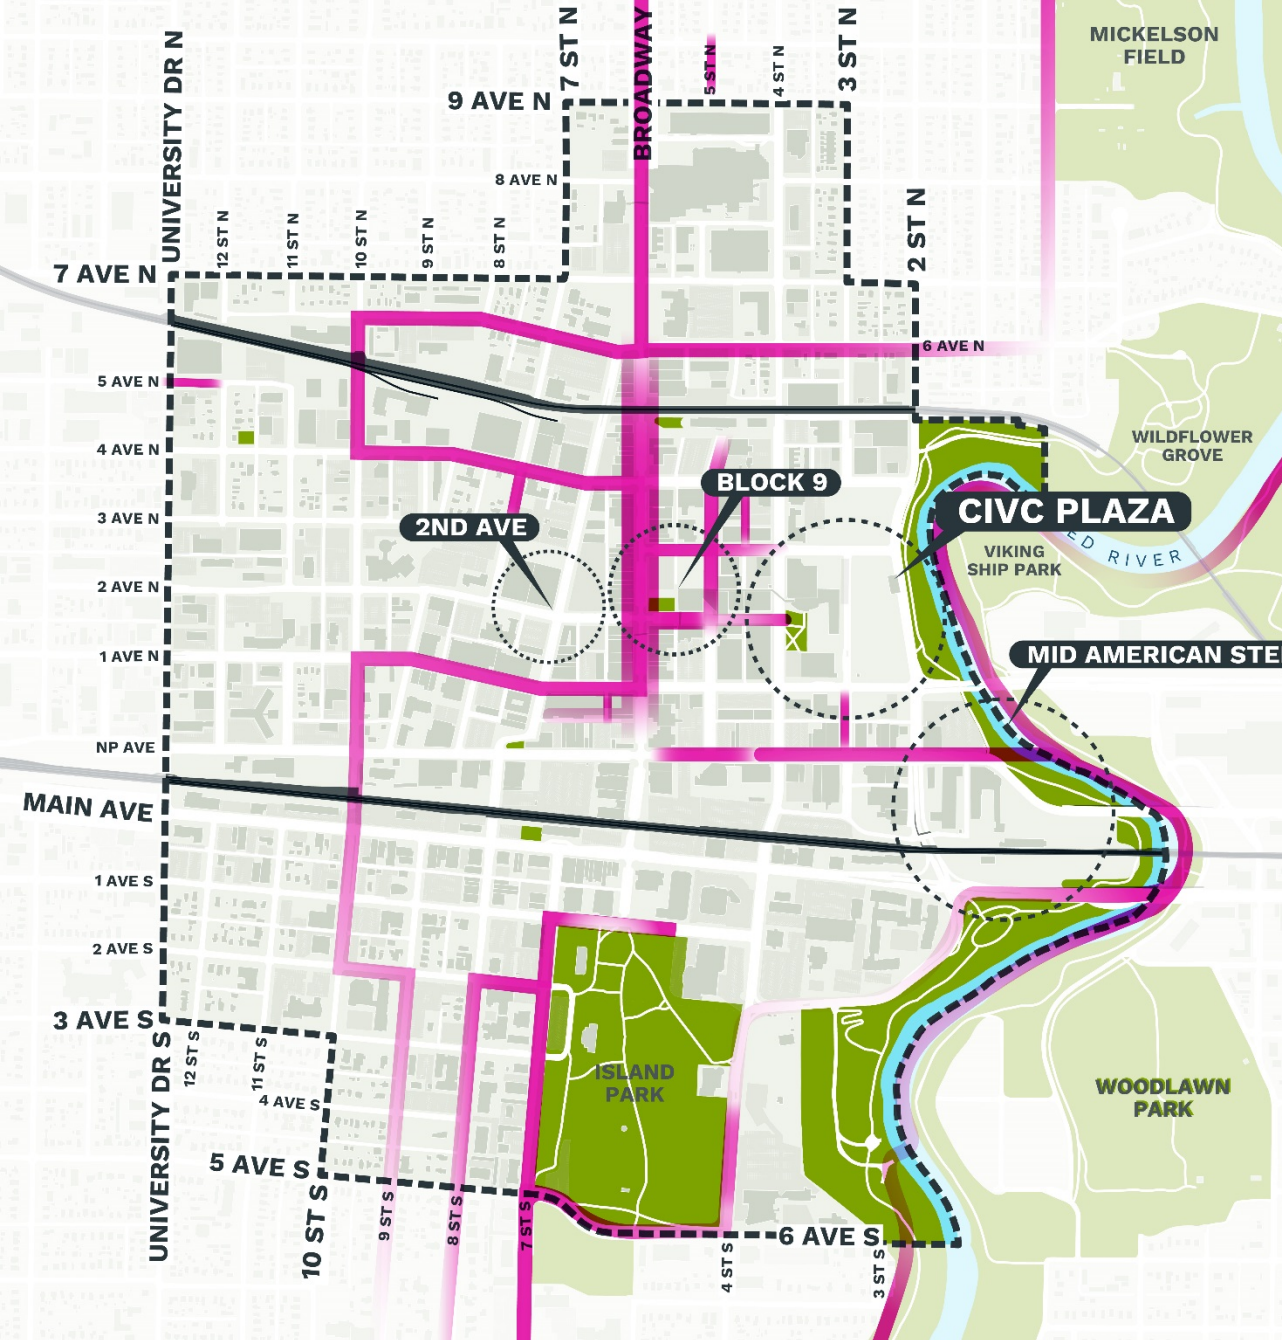 7 ST N
BROADWAY
5 ST N
4 ST N
3 ST N
MICKELSON
FIELD
UNIVERSITY DR N
9 AVE N
8 AVE N
2 ST N
12 ST N
11 ST N
10 ST N
9 ST N
8 ST N
7 AVE N
6 AVE N
5 AVE N
4 AVE N
WILDFLOWER
GROVE
BLOCK 9
CIVC PLAZA
3 AVE N
2ND AVE
ED RIVER
VIKING
SHIP PARK
2 AVE N
1 AVE N
MID AMERICAN STE
NP AVE
MAIN AVE
1 AVE S
2 AVE S
3 AVE S
UNIVERSITY DR S
12 ST S
11 ST S
4 AVE S
ISLAND
PARK
WOODLAWN
PARK
5 AVE S
10 ST S
9 ST S
8 ST S
7 ST S
6 AVE S
4 ST S
3 ST S